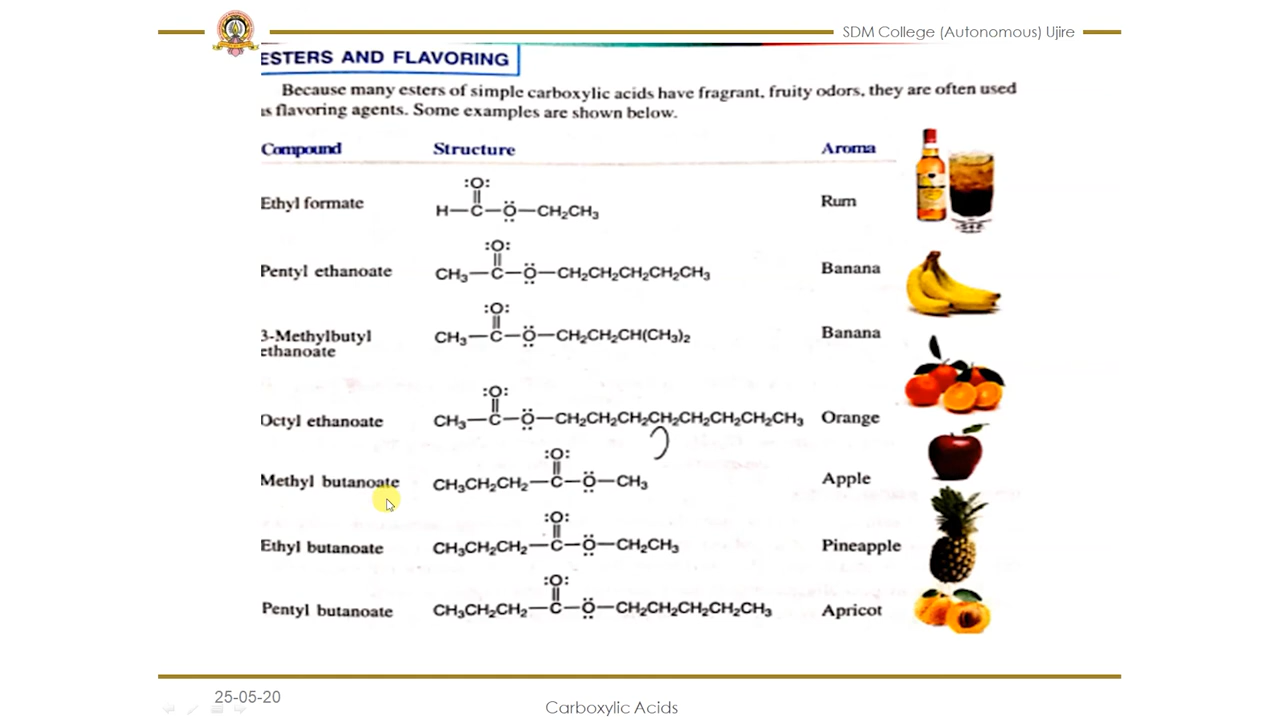 SDM College (Autonomous) Ujire
ESTERS AND FLAVORING
Because many esters of simple carboxylic acids have fragrant, fruity odors, they are often used
as flavoring agents. Some examples are shown below.
Compound Structure Aroma
:O:
Ethyl formate H—C—Ö—CH₂CH₃ Rum
:O:
Pentyl ethanoate CH₃—C—Ö—CH₂CH₂CH₂CH₂CH₃ Banana
:O:
3-Methylbutyl CH₃—C—Ö—CH₂CH₂CH(CH₃)₂ Banana
ethanoate
:O:
Octyl ethanoate CH₃—C—Ö—CH₂CH₂CH₂CH₂CH₂CH₂CH₂CH₃ Orange
:O:
Methyl butanoate CH₃CH₂CH₂—C—Ö—CH₃ Apple
:O:
Ethyl butanoate CH₃CH₂CH₂—C—Ö—CH₂CH₃ Pineapple
:O:
Pentyl butanoate CH₃CH₂CH₂—C—Ö—CH₂CH₂CH₂CH₂CH₃ Apricot
25-05-20
Carboxylic Acids